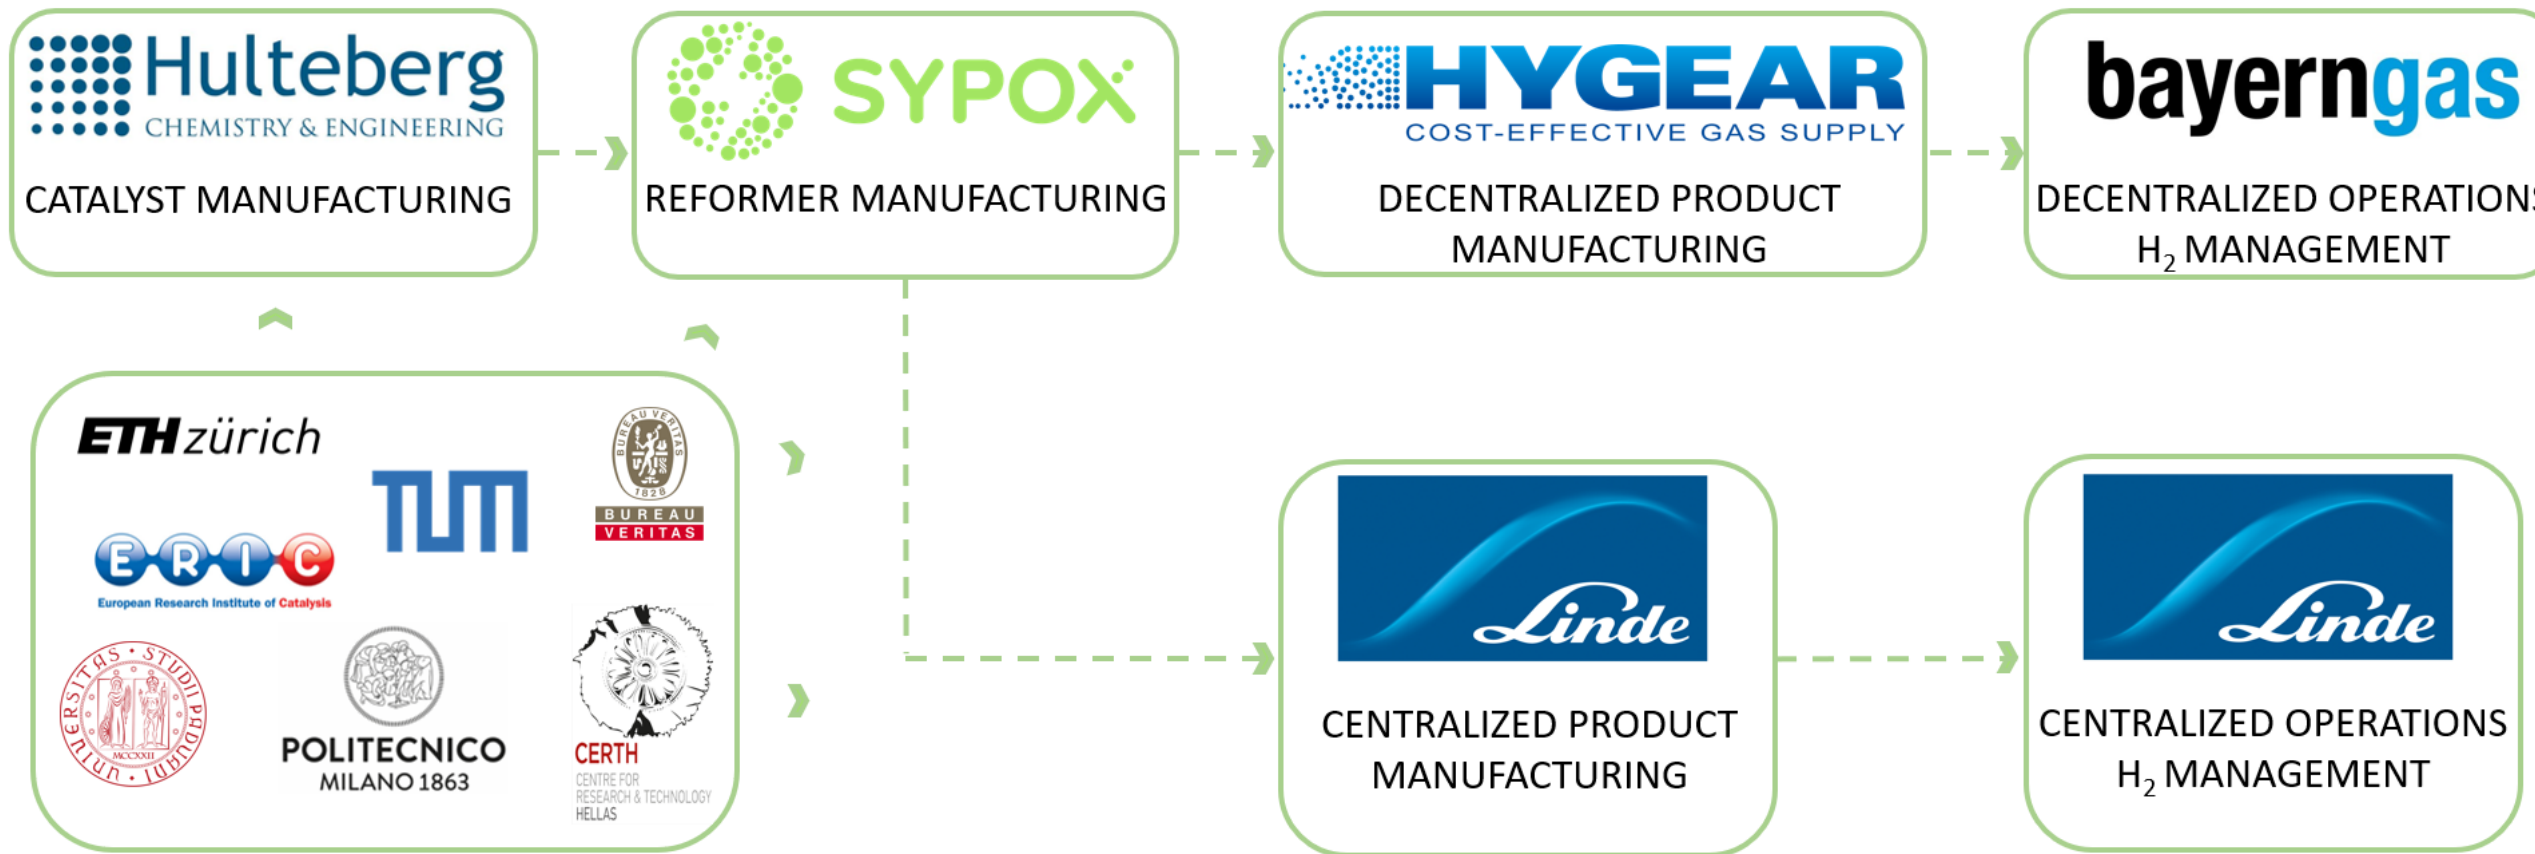 Hulteberg
CHEMISTRY & ENGINEERING
CATALYST MANUFACTURING
SYPOX
REFORMER MANUFACTURING
HYGEAR
COST-EFFECTIVE GAS SUPPLY
DECENTRALIZED PRODUCT
MANUFACTURING
bayerngas
DECENTRALIZED OPERATIONS
H₂ MANAGEMENT
ETH zürich
TUM
BUREAU VERITAS
1828
BUREAU
VERITAS
ERIC
European Research Institute of Catalysis
UNIVERSITAS · STUDII PADUANI ·
MCCXXII
POLITECNICO
MILANO 1863
CERTH
CENTRE FOR
RESEARCH & TECHNOLOGY
HELLAS
Linde
CENTRALIZED PRODUCT
MANUFACTURING
Linde
CENTRALIZED OPERATIONS
H₂ MANAGEMENT